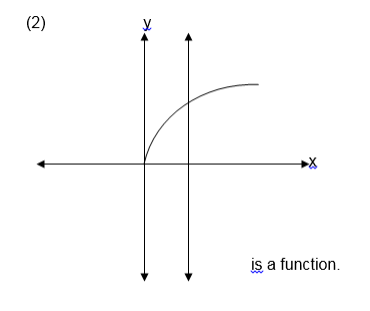 (2)
y
x
is a function.